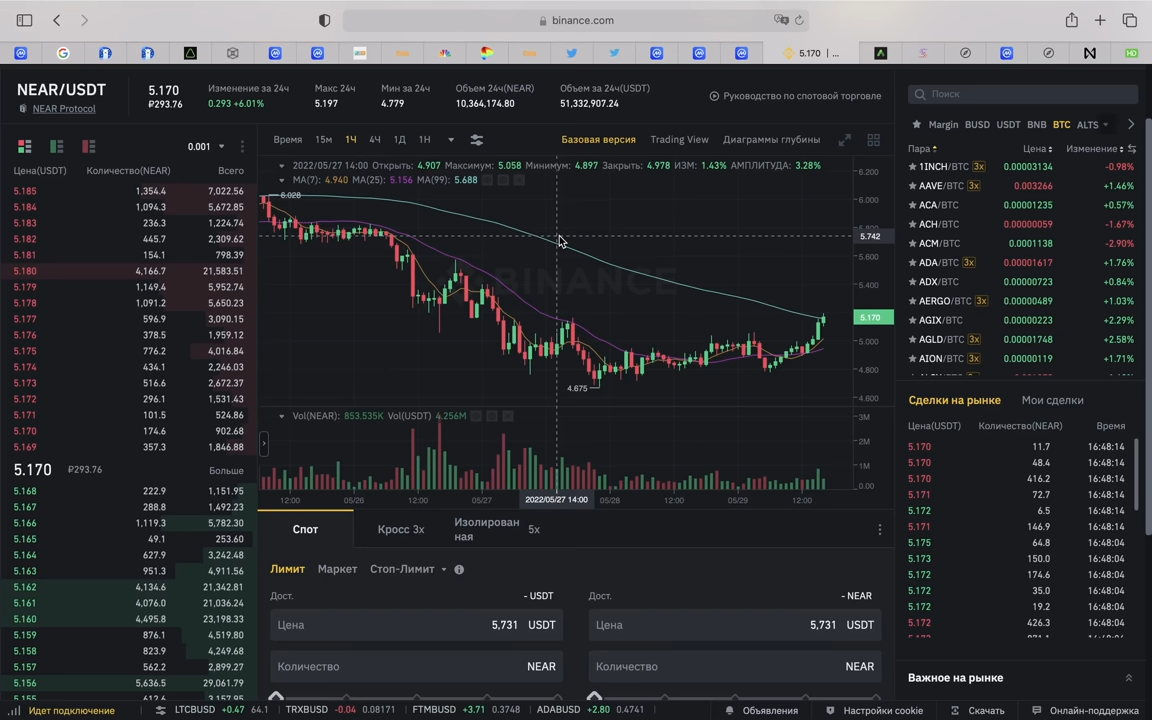 binance.com
5.170 | ...
HD
NEAR/USDT
NEAR Protocol
5.170
₽293.76
Изменение за 24ч
0.293 +6.01%
Макс 24ч
5.197
Мин за 24ч
4.779
Объем 24ч(NEAR)
10,364,174.80
Объем за 24ч(USDT)
51,332,907.24
Руководство по спотовой торговле
Поиск
0.001
Время 15м 1Ч 4Ч 1Д 1Н
Базовая версия Trading View Диаграммы глубины
Margin BUSD USDT BNB BTC ALTS
Цена(USDT) Количество(NEAR) Всего
5.185 1,354.4 7,022.56
5.184 1,094.3 5,672.85
5.183 236.3 1,224.74
5.182 445.7 2,309.62
5.181 154.1 798.39
5.180 4,166.7 21,583.51
5.179 1,149.4 5,952.74
5.178 1,091.2 5,650.23
5.177 596.9 3,090.15
5.176 378.5 1,959.12
5.175 776.2 4,016.84
5.174 434.1 2,246.03
5.173 516.6 2,672.37
5.172 296.1 1,531.43
5.171 101.5 524.86
5.170 174.6 902.68
5.169 357.3 1,846.88
5.170 ₽293.76 Больше
5.168 222.9 1,151.95
5.167 288.8 1,492.23
5.166 1,119.3 5,782.30
5.165 49.1 253.60
5.164 627.9 3,242.48
5.163 951.3 4,911.56
5.162 4,134.6 21,342.81
5.161 4,076.0 21,036.24
5.160 4,495.8 23,198.33
5.159 876.1 4,519.80
5.158 823.9 4,249.68
5.157 562.2 2,899.27
5.156 5,636.5 29,061.79
5.155 612.6 3,157.95
2022/05/27 14:00 Открыть: 4.907 Максимум: 5.058 Минимум: 4.897 Закрыть: 4.978 ИЗМ: 1.43% АМПЛИТУДА: 3.28%
MA(7): 4.940 MA(25): 5.156 MA(99): 5.688
6.028
BINANCE
4.675
6.200
6.000
5.742
5.600
5.400
5.170
5.000
4.800
4.600
Vol(NEAR): 853.535K Vol(USDT) 4.256M
3M
2M
1M
0.00
12:00 05/26 12:00 05/27 2022/05/27 14:00 05/28 12:00 05/29 12:00
Спот Кросс 3x Изолирован
ная 5x
Лимит Маркет Стоп-Лимит
Дост. - USDT
Цена 5,731 USDT
Количество NEAR
Дост. - NEAR
Цена 5,731 USDT
Количество NEAR
Пара Цена Изменение
1INCH/BTC 3x 0.00003134 -0.98%
AAVE/BTC 3x 0.003266 +1.46%
ACA/BTC 0.00001235 +0.57%
ACH/BTC 0.00000059 -1.67%
ACM/BTC 0.0001138 -2.90%
ADA/BTC 3x 0.00001617 +1.76%
ADX/BTC 0.00000723 +0.84%
AERGO/BTC 3x 0.00000489 +1.03%
AGIX/BTC 0.00000223 +2.29%
AGLD/BTC 3x 0.00001748 +2.58%
AION/BTC 3x 0.00000119 +1.71%
Сделки на рынке Мои сделки
Цена(USDT) Количество(NEAR) Время
5.170 11.7 16:48:14
5.170 48.4 16:48:14
5.170 416.2 16:48:14
5.171 72.7 16:48:14
5.172 6.5 16:48:14
5.171 146.9 16:48:14
5.175 64.8 16:48:04
5.173 150.0 16:48:04
5.172 174.6 16:48:04
5.172 35.0 16:48:04
5.172 19.2 16:48:04
5.172 426.3 16:48:04
Важное на рынке
Идет подключение
LTCBUSD +0.47 64.1 TRXBUSD -0.04 0.08171 FTMBUSD +3.71 0.3748 ADABUSD +2.80 0.4741
Объявления Настройки cookie Скачать Онлайн-поддержка